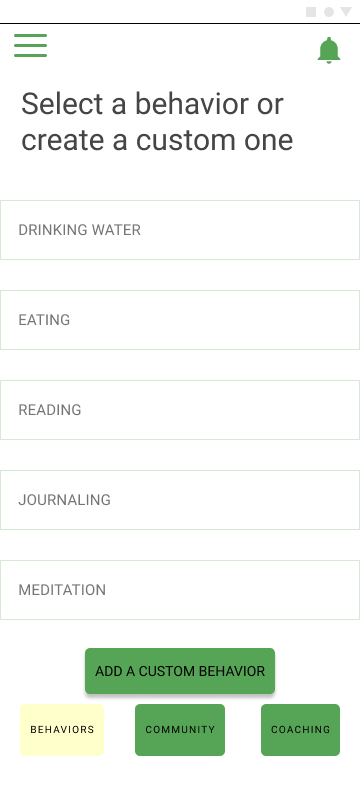 Select a behavior or
create a custom one
DRINKING WATER
EATING
READING
JOURNALING
MEDITATION
ADD A CUSTOM BEHAVIOR
BEHAVIORS
COMMUNITY
COACHING